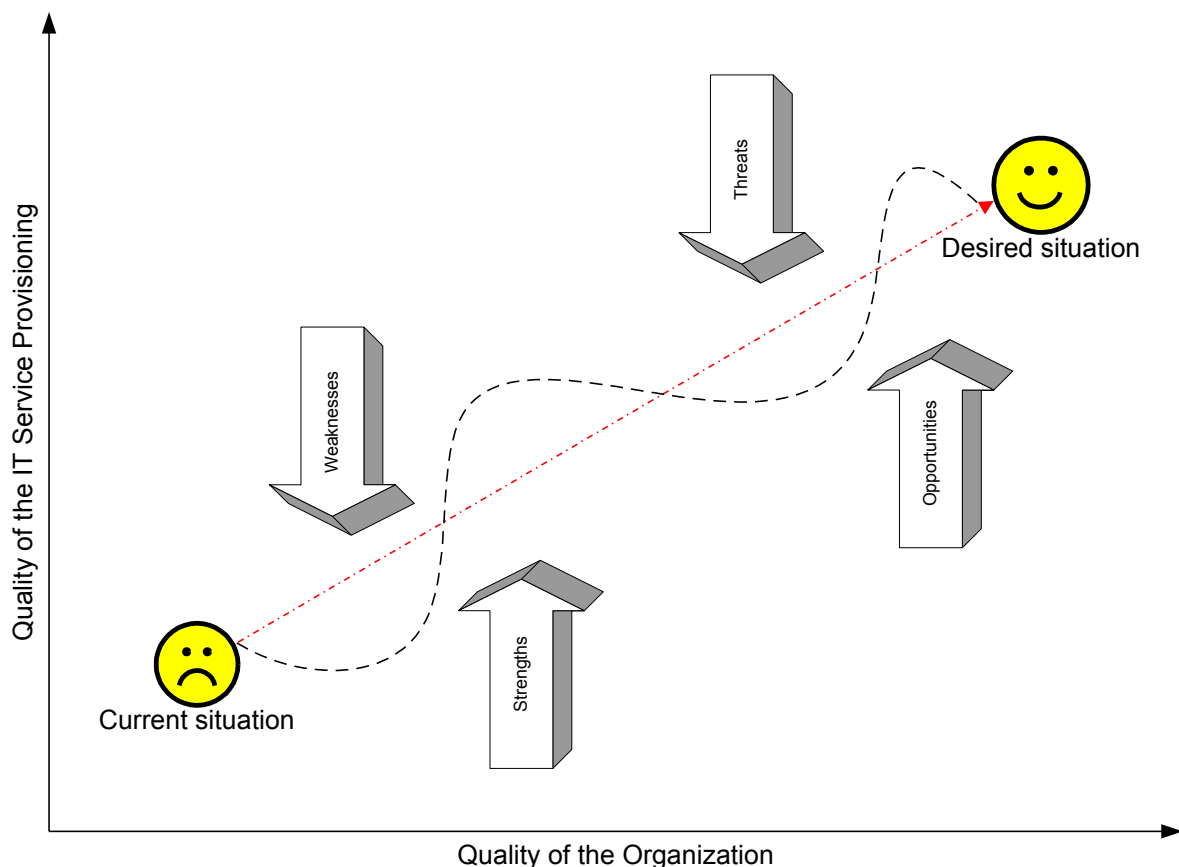 Quality of the IT Service Provisioning
Threats
Desired situation
Weaknesses
Opportunities
Strengths
Current situation
Quality of the Organization